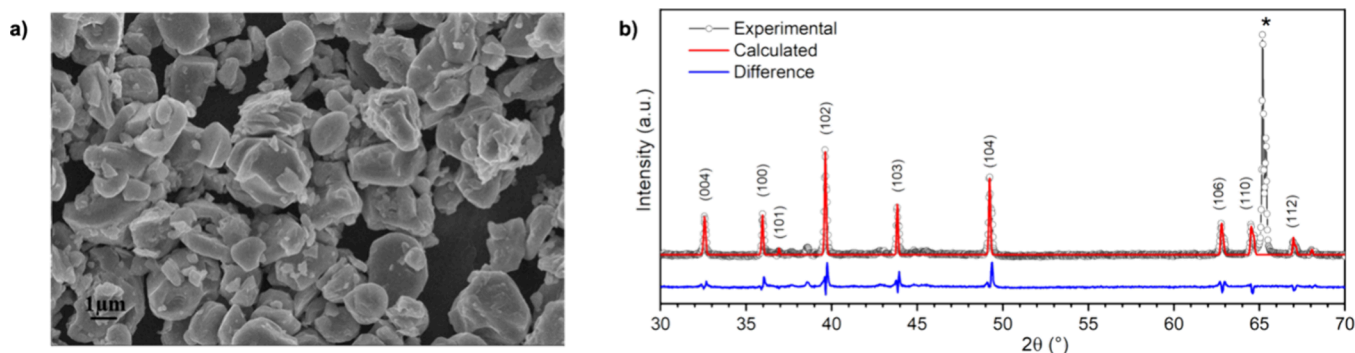 a)
1μm
b)
Experimental
Calculated
Difference
*
Intensity (a.u.)
(004)
(100)
(101)
(102)
(103)
(104)
(106)
(110)
(112)
30 35 40 45 50 55 60 65 70
2θ (°)